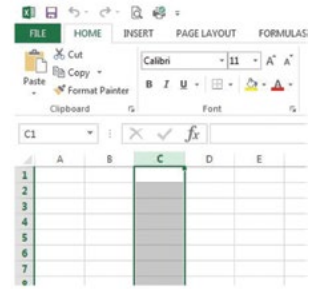 FILE HOME INSERT PAGE LAYOUT FORMULAS
Cut
Copy
Format Painter
Paste
Calibri 11 A A
B I U A
Clipboard Font
C1 fx
A B C D E
1
2
3
4
5
6
7
8